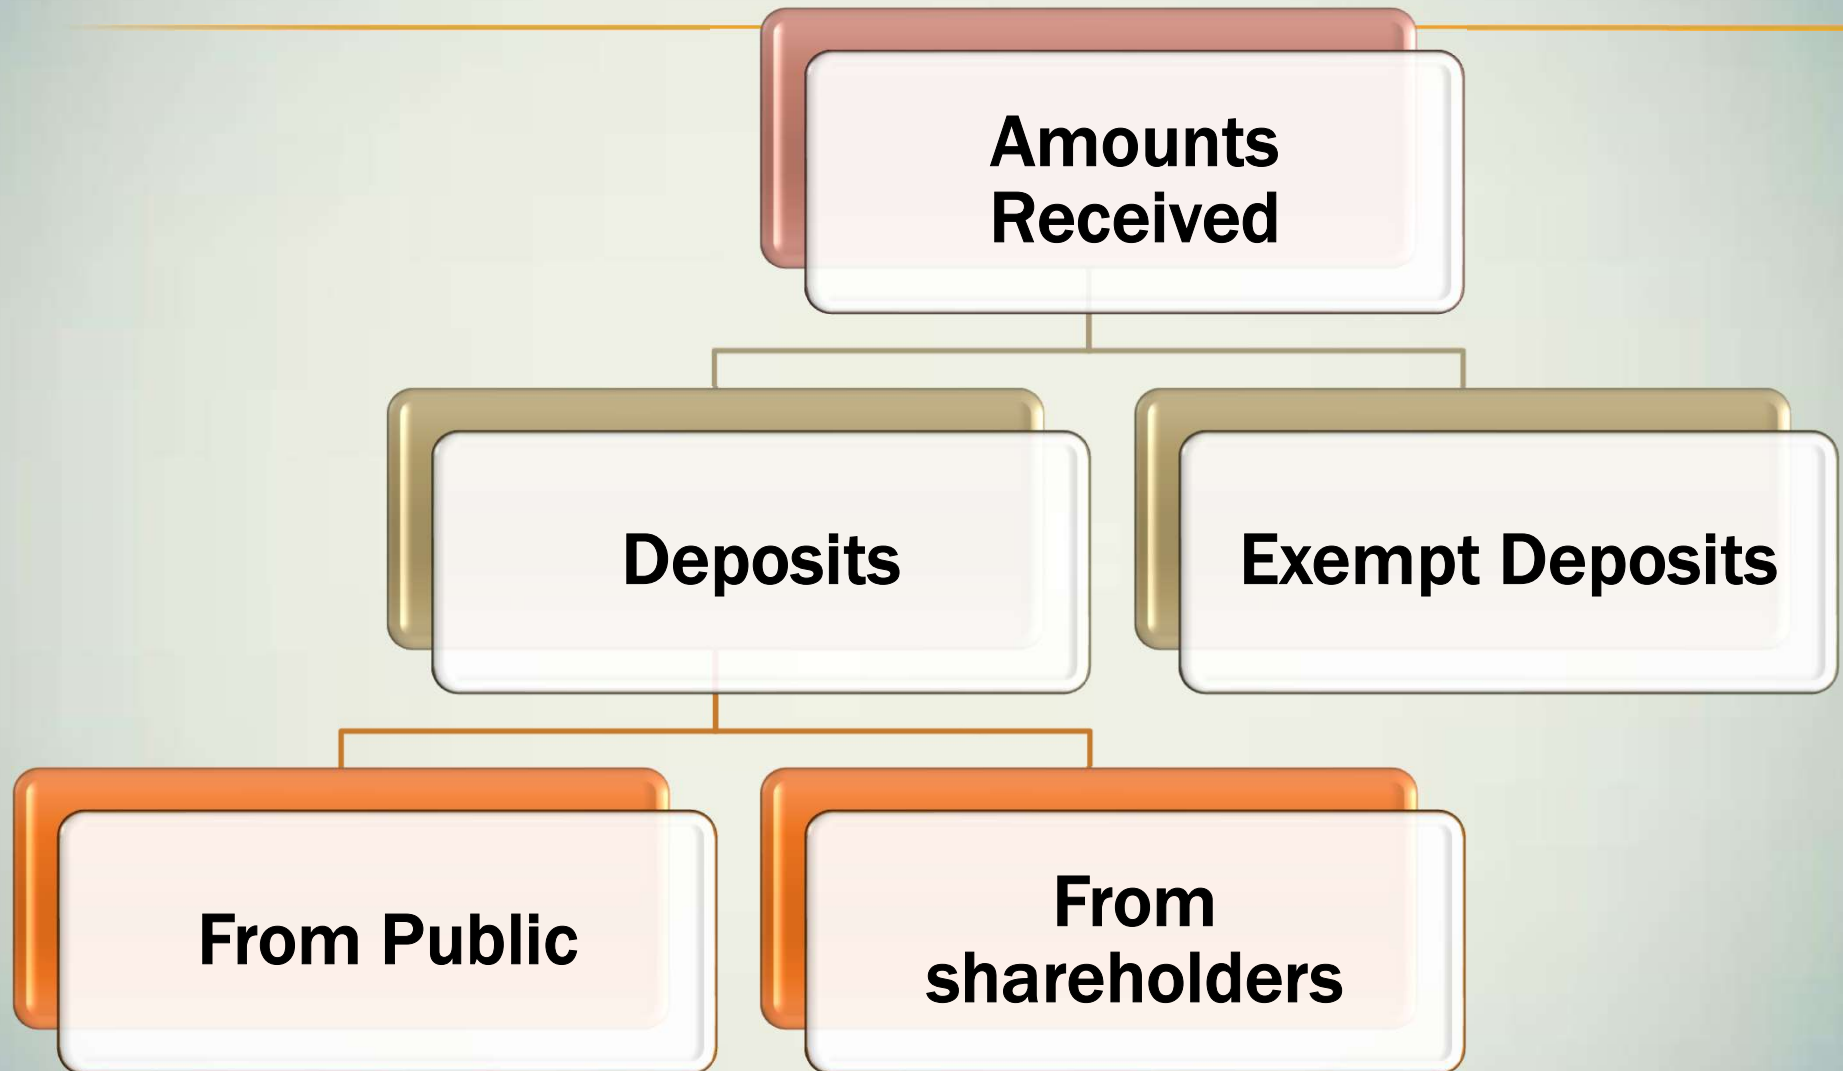 Amounts
Received
Deposits
Exempt Deposits
From Public
From
shareholders